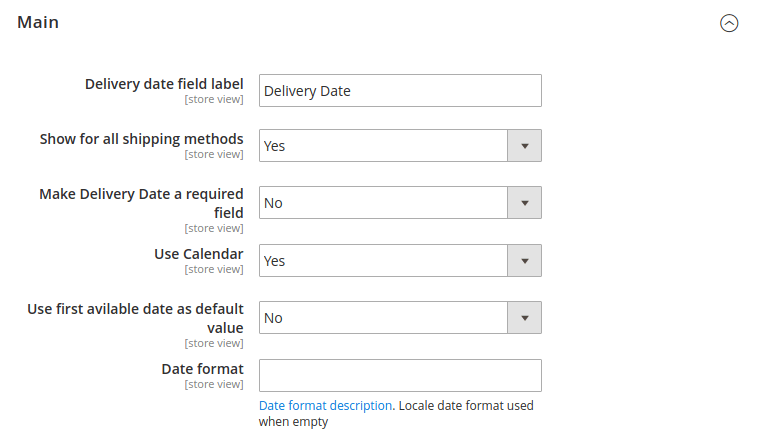 Main
Delivery date field label
[store view]
Delivery Date
Show for all shipping methods
[store view]
Yes
Make Delivery Date a required
field
[store view]
No
Use Calendar
[store view]
Yes
Use first avilable date as default
value
[store view]
No
Date format
[store view]
Date format description. Locale date format used
when empty